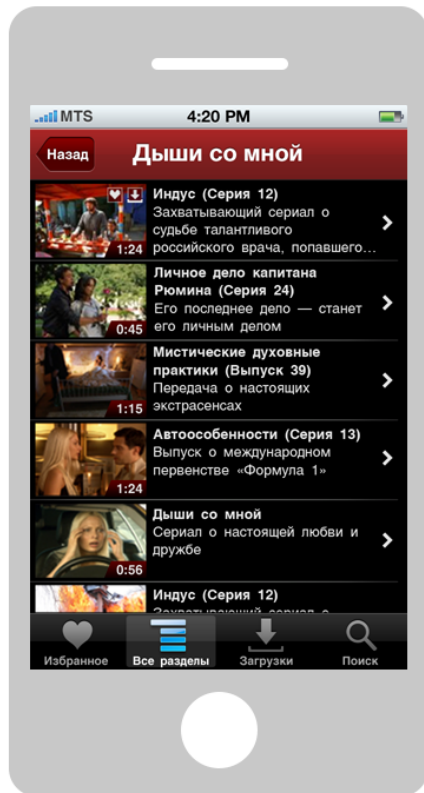 MTS
4:20 PM
Назад
Дыши со мной
Индус (Серия 12)
Захватывающий сериал о
судьбе талантливого
российского врача, попавшего...
1:24
Личное дело капитана
Рюмина (Серия 24)
Его последнее дело — станет
его личным делом
0:45
Мистические духовные
практики (Выпуск 39)
Передача о настоящих
экстрасенсах
1:15
Автоособенности (Серия 13)
Выпуск о международном
первенстве «Формула 1»
1:24
Дыши со мной
Сериал о настоящей любви и
дружбе
0:56
Индус (Серия 12)
Захватывающий сериал о
Избранное
Все разделы
Загрузки
Поиск